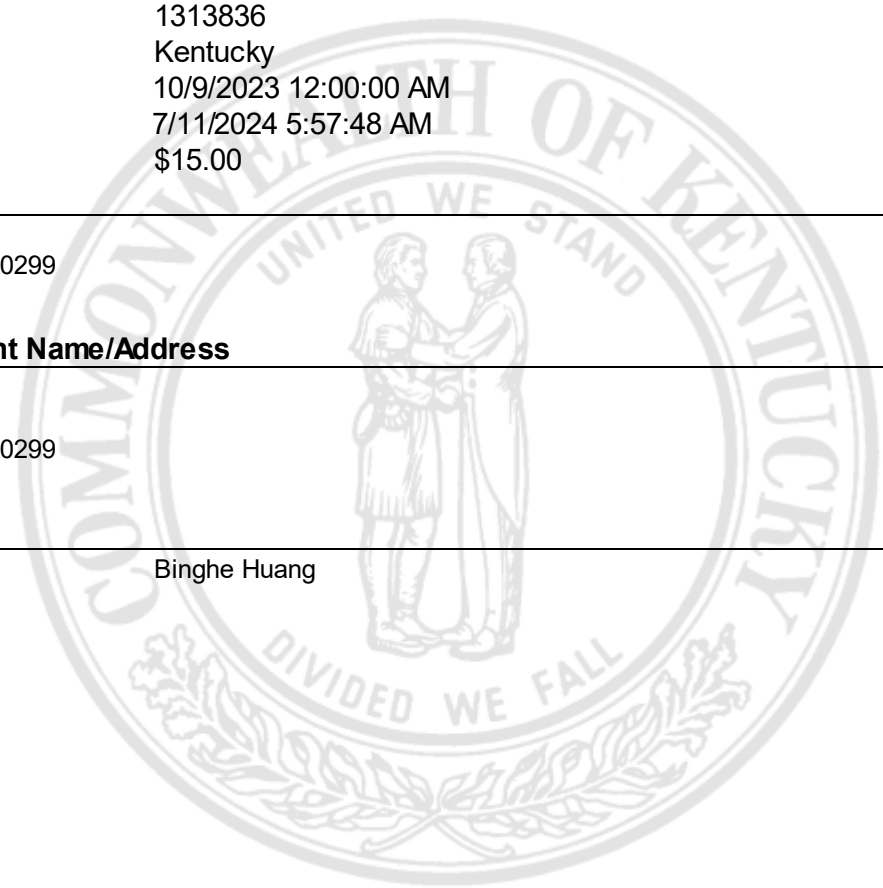 1313836
Kentucky
10/9/2023 12:00:00 AM
7/11/2024 5:57:48 AM
$15.00
0299
nt Name/Address
0299
Binghe Huang
COMMONWEALTH OF KENTUCKY
UNITED WE STAND
DIVIDED WE FALL